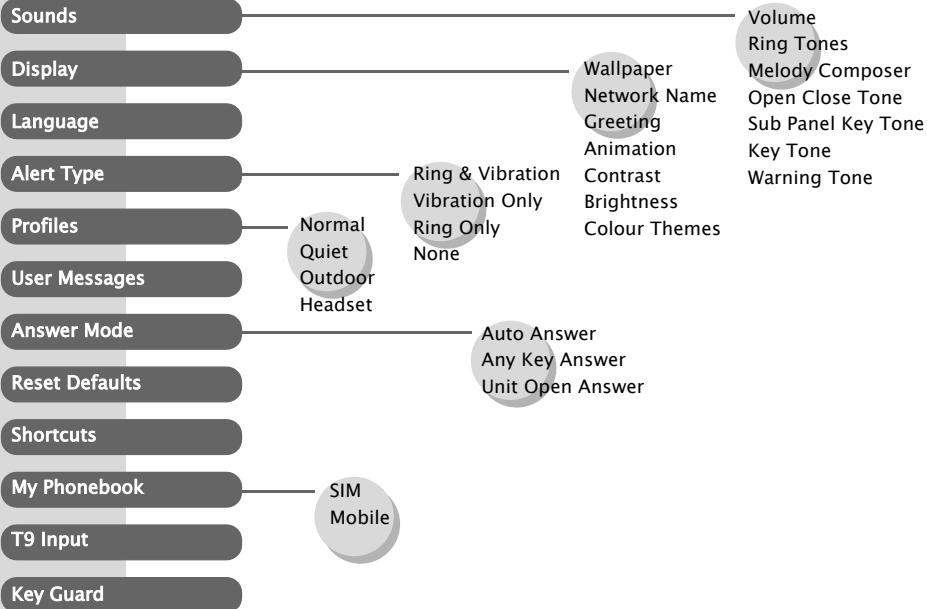 Sounds
Volume
Ring Tones
Melody Composer
Open Close Tone
Sub Panel Key Tone
Key Tone
Warning Tone
Display
Wallpaper
Network Name
Greeting
Animation
Contrast
Brightness
Colour Themes
Language
Alert Type
Ring & Vibration
Vibration Only
Ring Only
None
Profiles
Normal
Quiet
Outdoor
Headset
User Messages
Answer Mode
Auto Answer
Any Key Answer
Unit Open Answer
Reset Defaults
Shortcuts
My Phonebook
SIM
Mobile
T9 Input
Key Guard